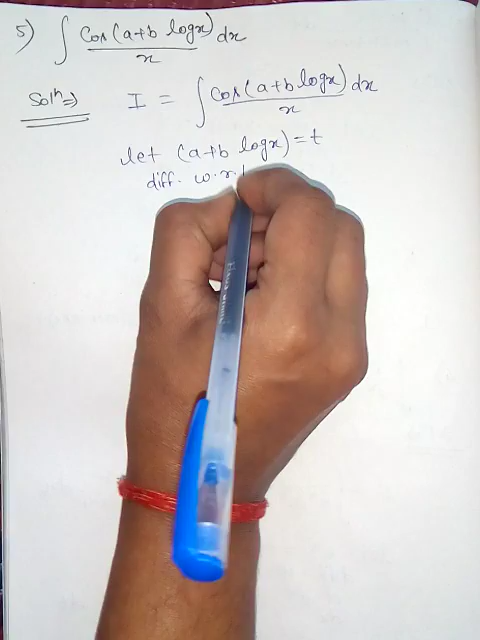 5) ∫ Cos(a+b logx)/x dx
Solⁿ⇒ I = ∫ Cos(a+b logx)/x dx
let (a+b logx) = t
diff. w.r.t